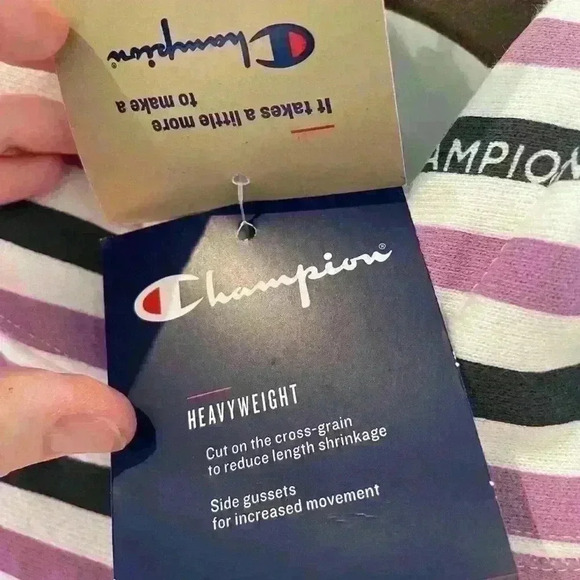 It takes a little more
to make a
Champion
Champion®
HEAVYWEIGHT
Cut on the cross-grain
to reduce length shrinkage
Side gussets
for increased movement
AMPION